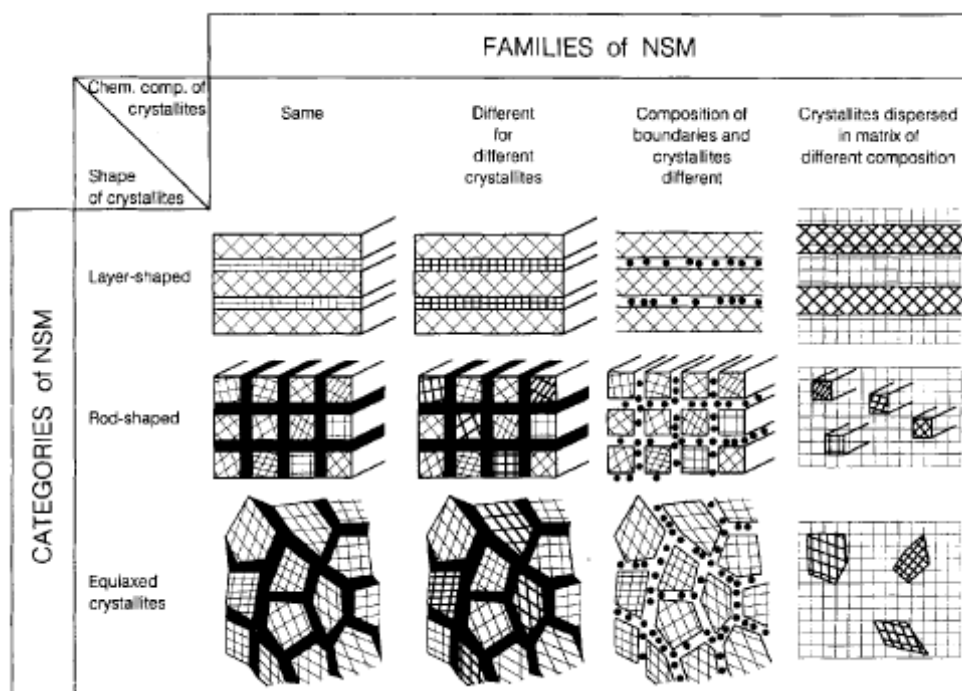 FAMILIES of NSM
Chem. comp. of
crystallites
Same
Different
for
different
crystallites
Composition of
boundaries and
crystallites
different
Crystallites dispersed
in matrix of
different composition
Shape
of crystallites
CATEGORIES of NSM
Layer-shaped
Rod-shaped
Equiaxed
crystallites